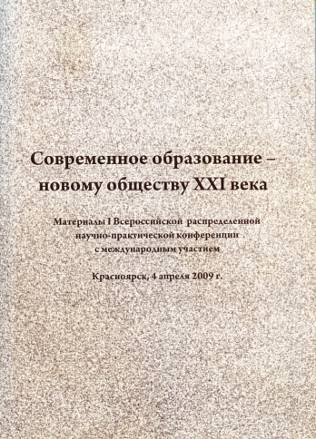 Современное образование –
новому обществу XXI века
Материалы I Всероссийской распределенной
научно-практической конференции
с международным участием
Красноярск, 4 апреля 2009 г.